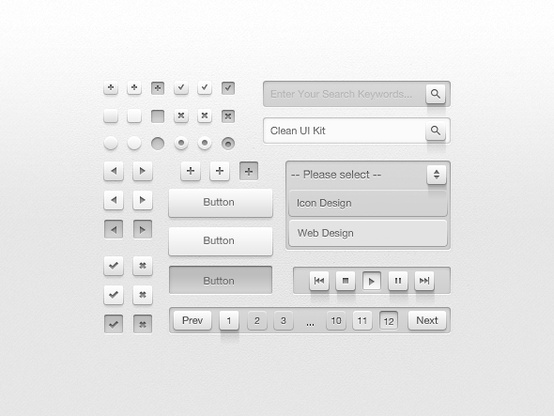 Enter Your Search Keywords...
Clean UI Kit
-- Please select --
Icon Design
Web Design
Button
Button
Button
Prev 1 2 3 ... 10 11 12 Next